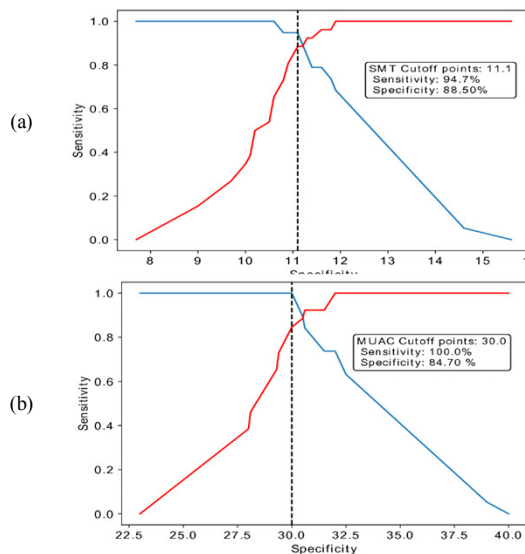 (a)
Sensitivity
1.0
0.8
0.6
0.4
0.2
0.0
SMT Cutoff points: 11.1
Sensitivity: 94.7%
Specificity: 88.50%
8 9 10 11 12 13 14 15
Specificity
(b)
Sensitivity
1.0
0.8
0.6
0.4
0.2
0.0
MUAC Cutoff points: 30.0
Sensitivity: 100.0%
Specificity: 84.70 %
22.5 25.0 27.5 30.0 32.5 35.0 37.5 40.0
Specificity